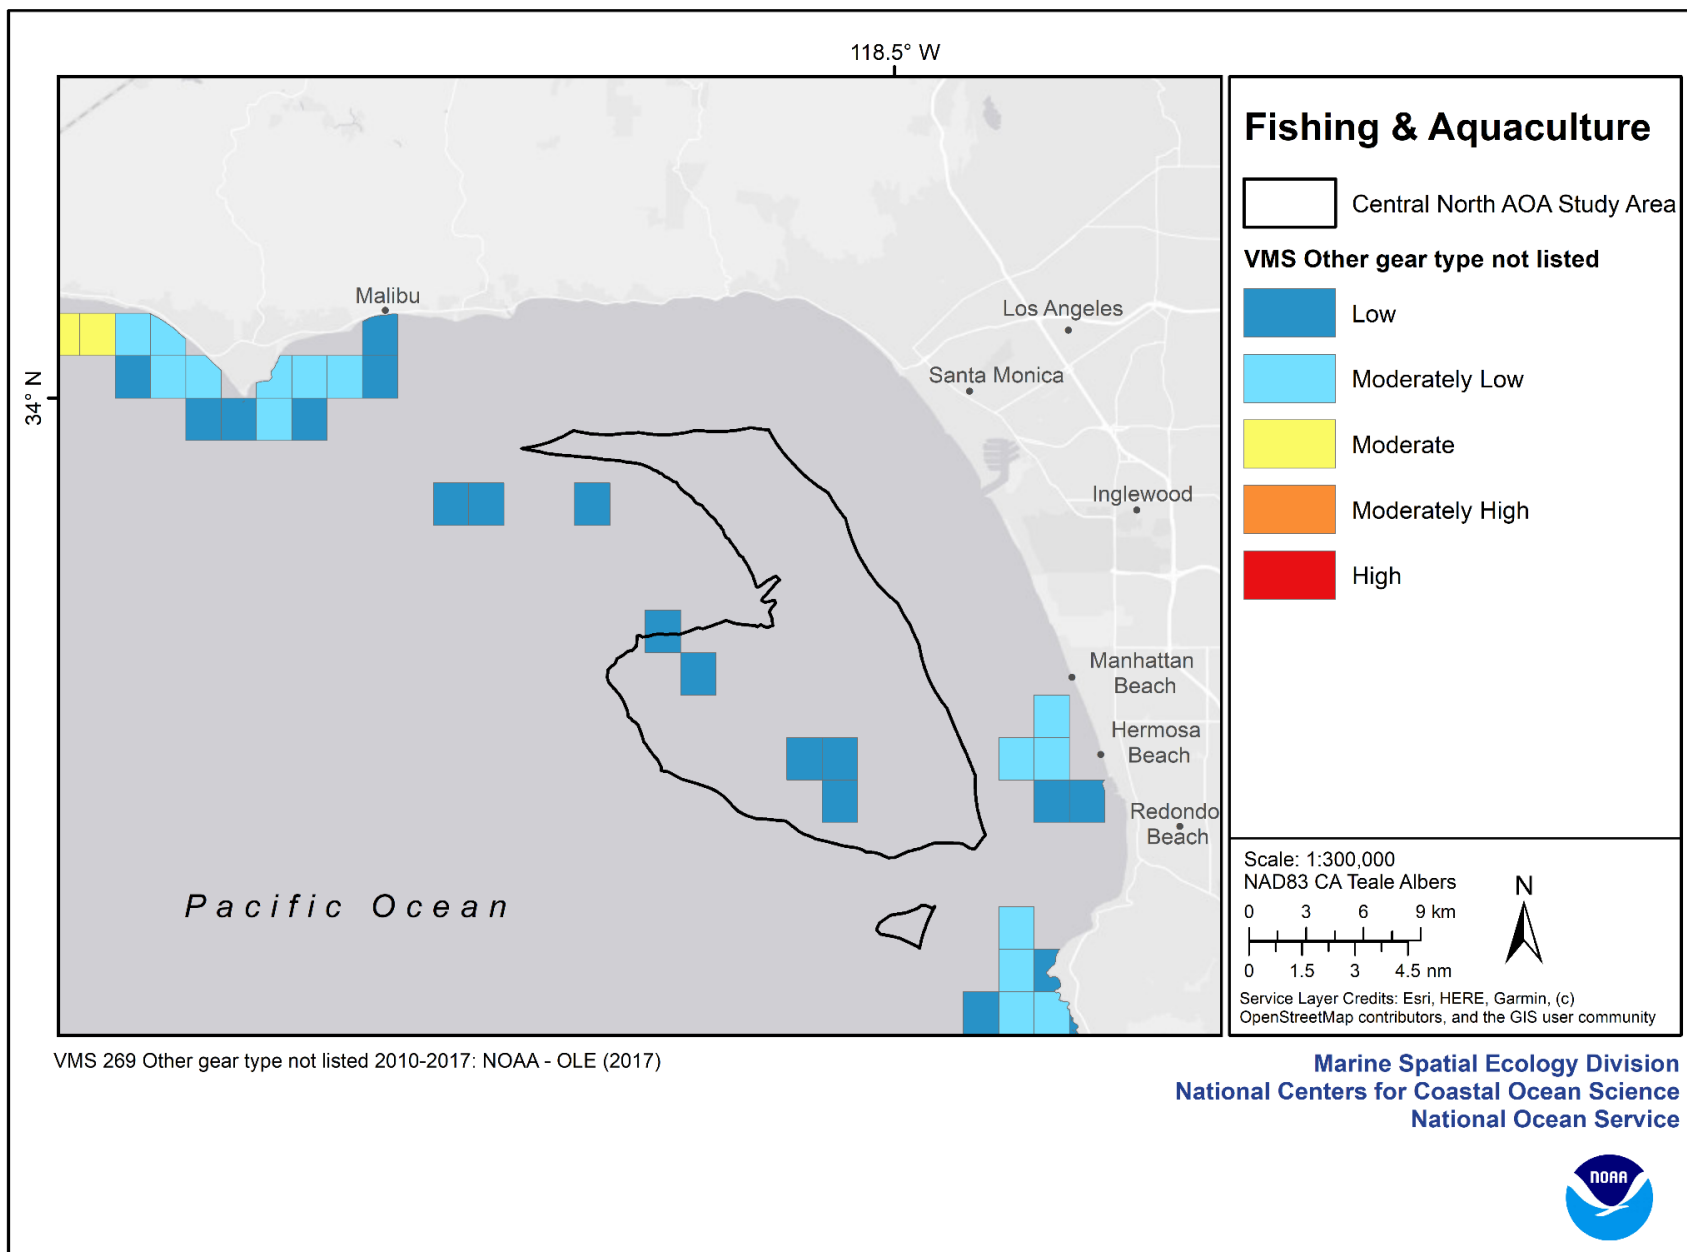 118.5° W
34° N
Malibu
Los Angeles
Santa Monica
Inglewood
Manhattan
Beach
Hermosa
Beach
Redondo
Beach
Pacific Ocean
Fishing & Aquaculture
Central North AOA Study Area
VMS Other gear type not listed
Low
Moderately Low
Moderate
Moderately High
High
Scale: 1:300,000
NAD83 CA Teale Albers
0 3 6 9 km
0 1.5 3 4.5 nm
N
Service Layer Credits: Esri, HERE, Garmin, (c)
OpenStreetMap contributors, and the GIS user community
VMS 269 Other gear type not listed 2010-2017: NOAA - OLE (2017)
Marine Spatial Ecology Division
National Centers for Coastal Ocean Science
National Ocean Service
NOAA